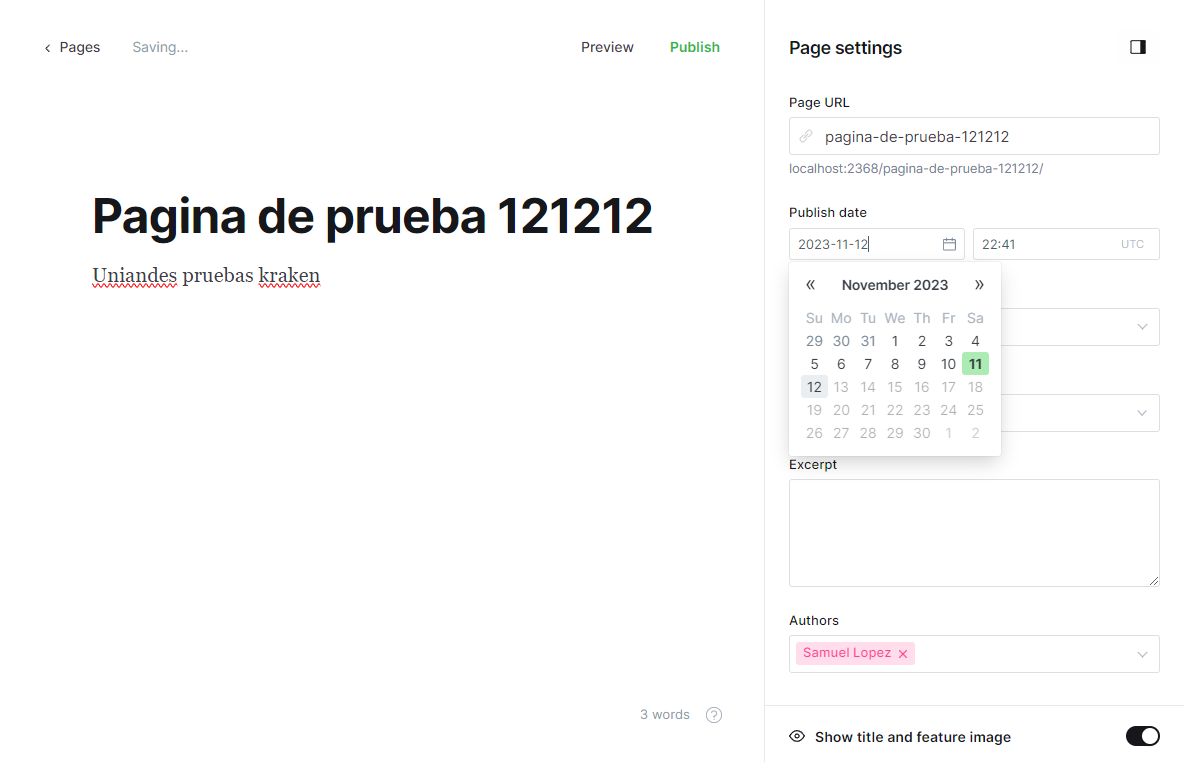 Pages Saving... Preview Publish
Pagina de prueba 121212
Uniandes pruebas kraken
3 words ?
Page settings
Page URL
pagina-de-prueba-121212
localhost:2368/pagina-de-prueba-121212/
Publish date
2023-11-12 22:41 UTC
« November 2023 »
Su Mo Tu We Th Fr Sa
29 30 31 1 2 3 4
5 6 7 8 9 10 11
12 13 14 15 16 17 18
19 20 21 22 23 24 25
26 27 28 29 30 1 2
Excerpt
Authors
Samuel Lopez ×
Show title and feature image